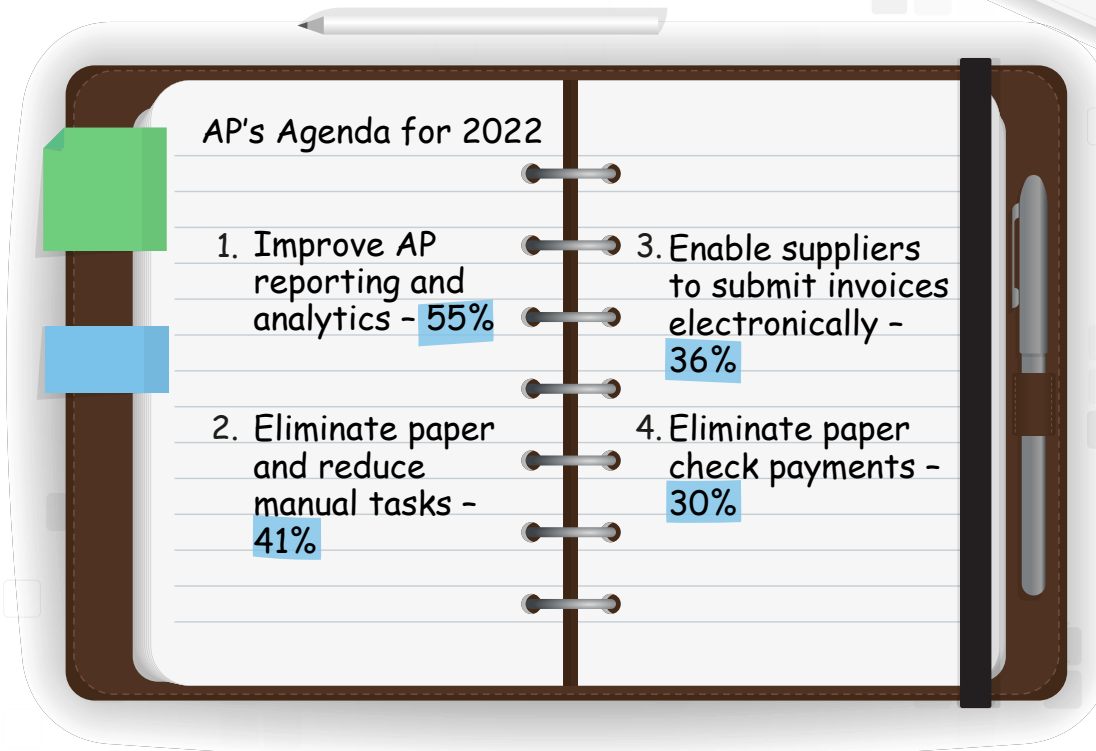 AP’s Agenda for 2022
1. Improve AP
reporting and
analytics – 55%
2. Eliminate paper
and reduce
manual tasks –
41%
3. Enable suppliers
to submit invoices
electronically –
36%
4. Eliminate paper
check payments –
30%